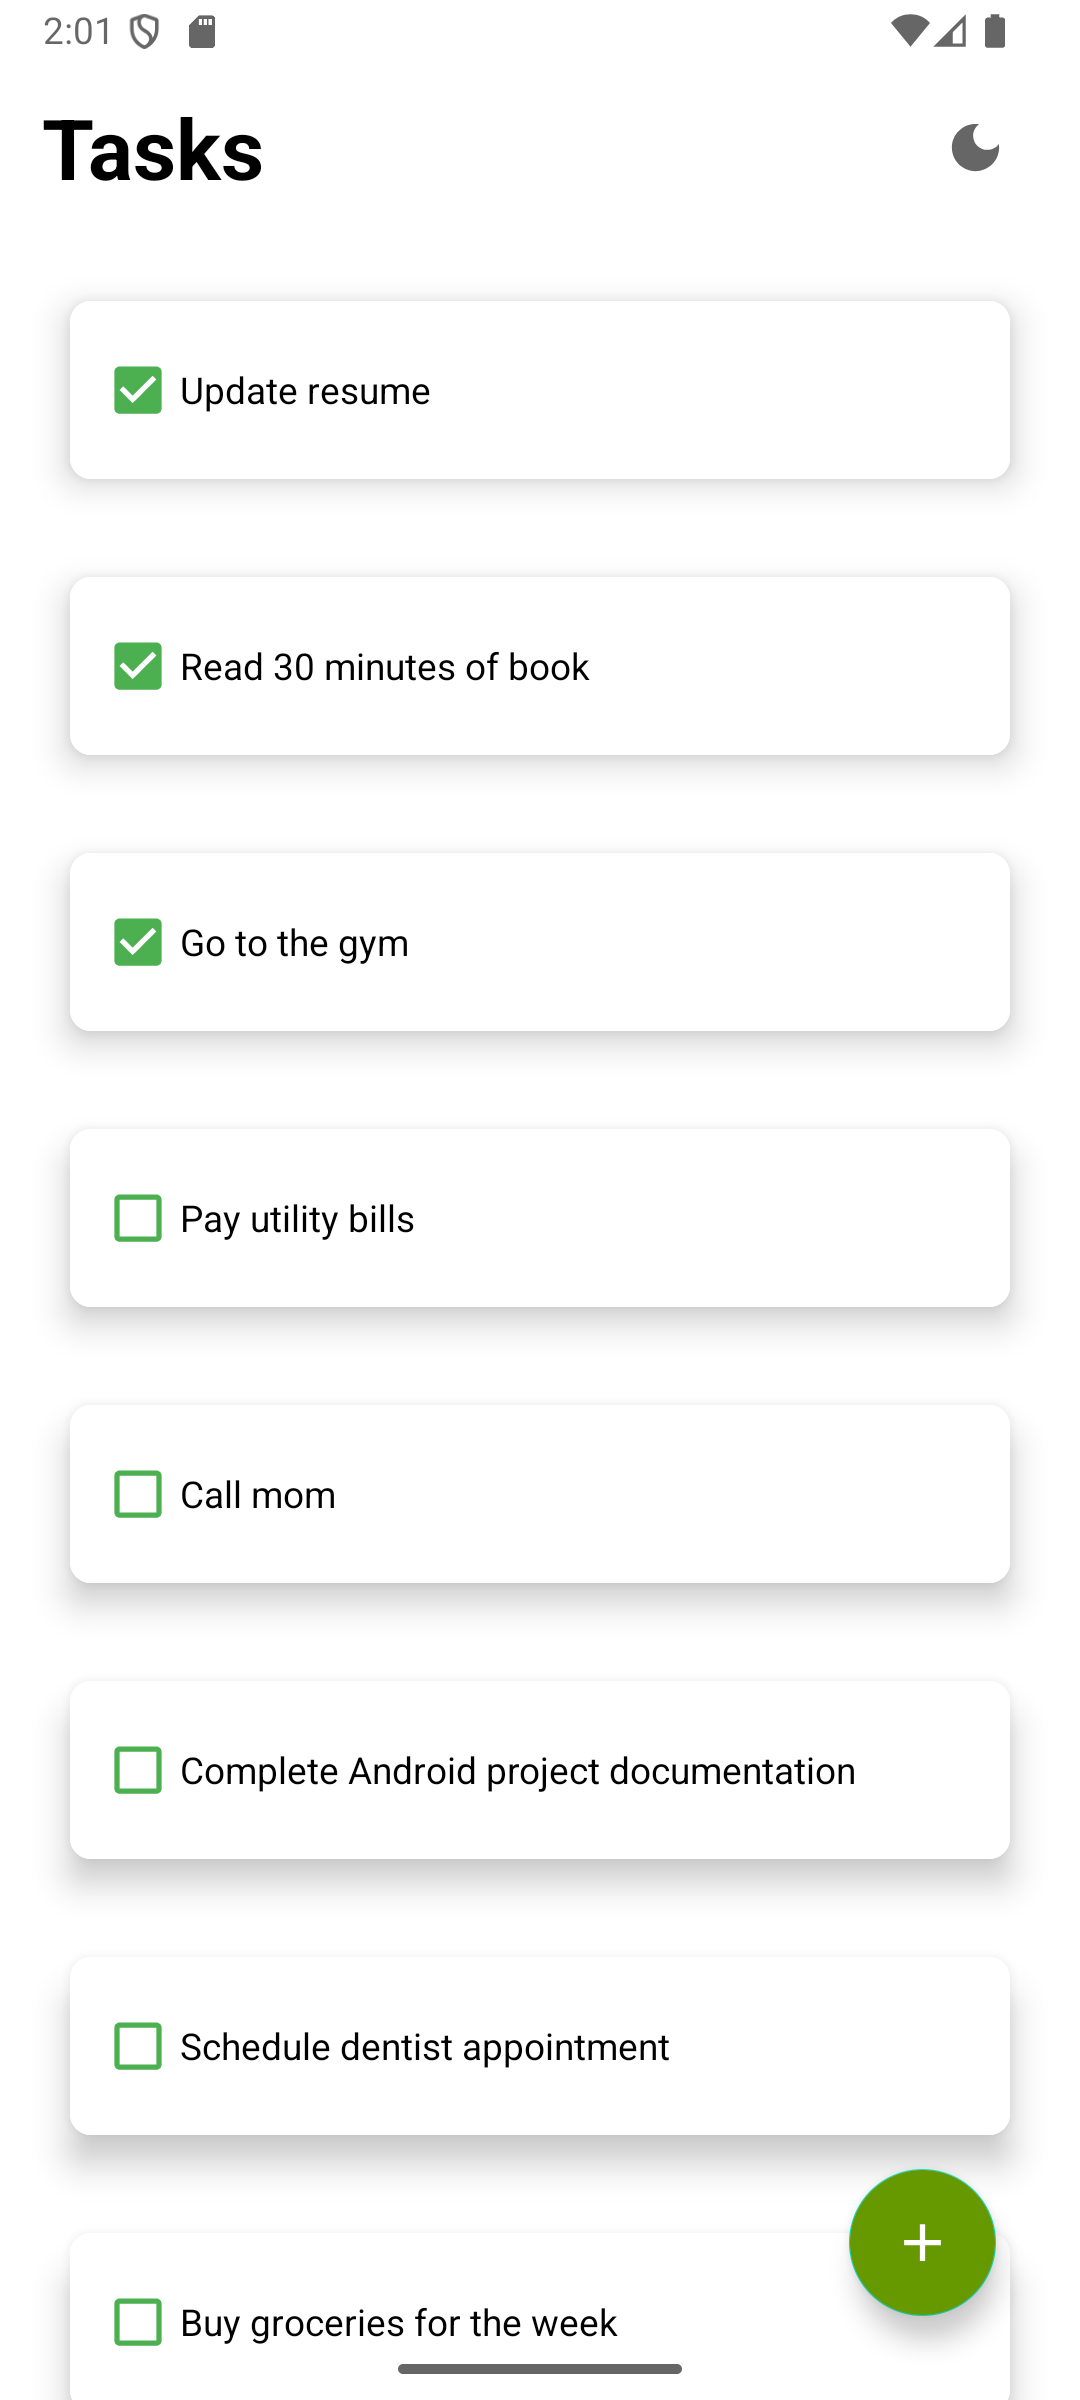 2:01
Tasks
Update resume
Read 30 minutes of book
Go to the gym
Pay utility bills
Call mom
Complete Android project documentation
Schedule dentist appointment
Buy groceries for the week